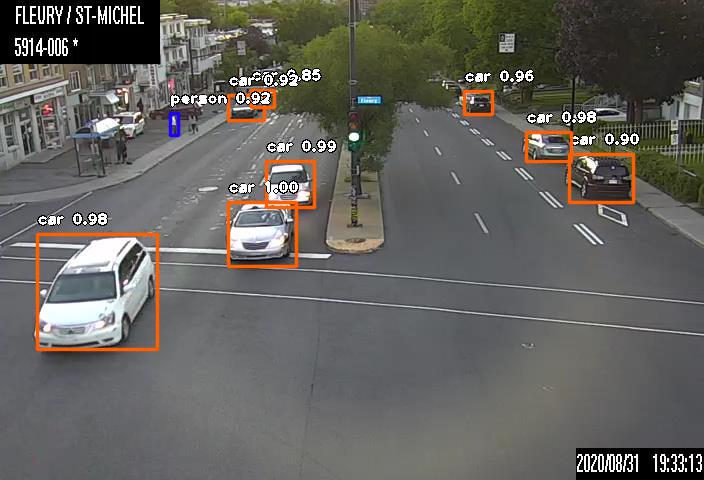 FLEURY / ST-MICHEL
5914-006 *
car 0.92
0.85
person 0.92
car 0.96
car 0.98
car 0.90
car 0.99
car 1.00
car 0.98
Fleury
2020/08/31 19:33:13